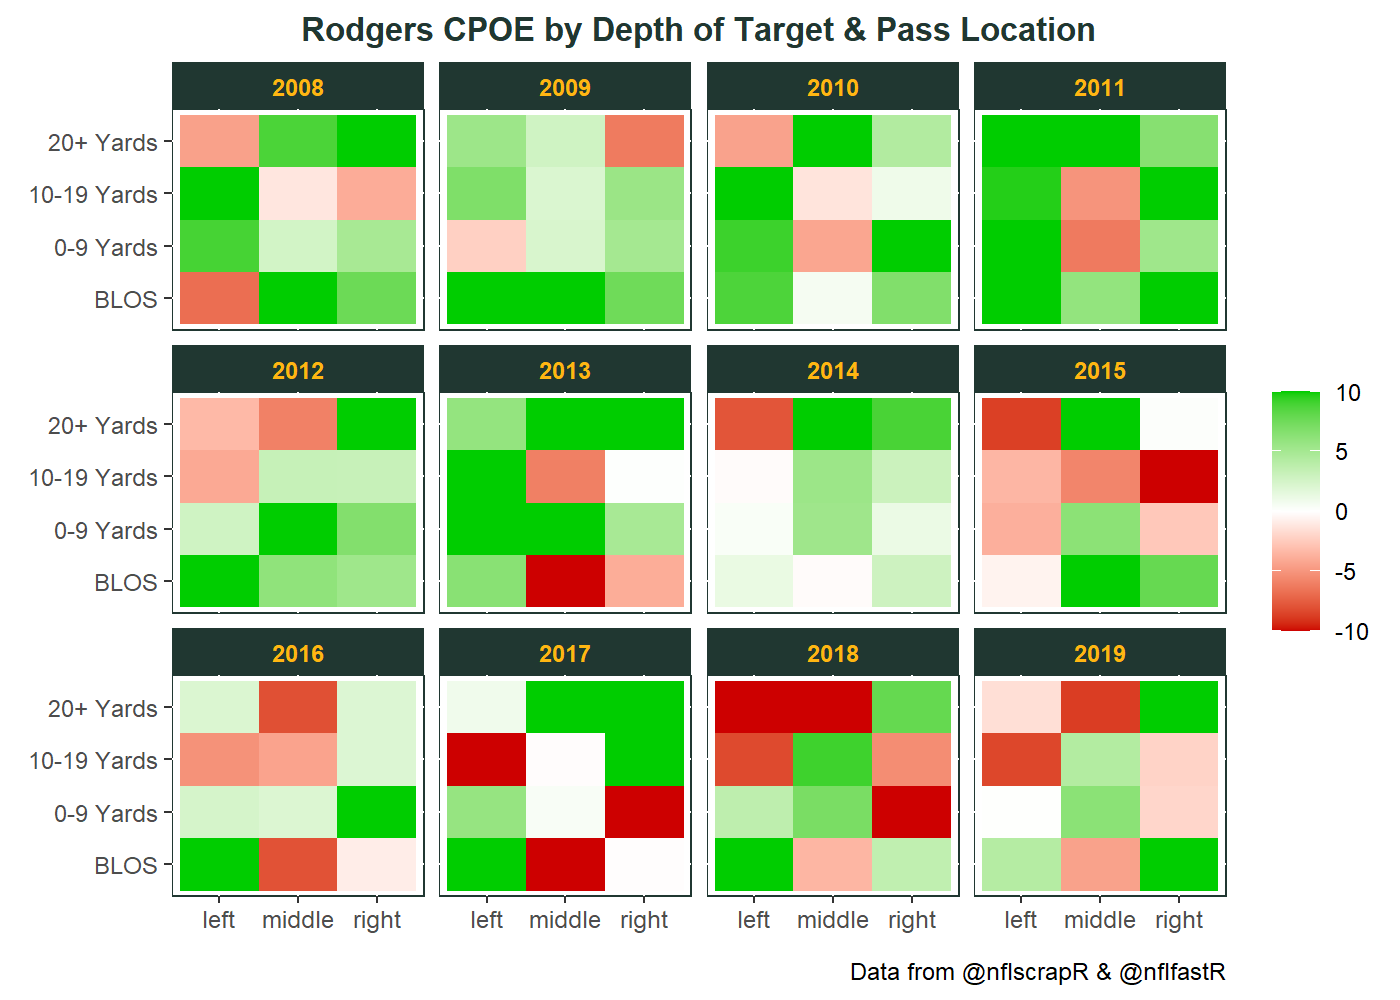 Rodgers CPOE by Depth of Target & Pass Location
2008 2009 2010 2011
20+ Yards
10-19 Yards
0-9 Yards
BLOS
2012 2013 2014 2015
20+ Yards
10-19 Yards
0-9 Yards
BLOS
10
5
0
-5
-10
2016 2017 2018 2019
20+ Yards
10-19 Yards
0-9 Yards
BLOS
left middle right left middle right left middle right left middle right
Data from @nflscrapR & @nflfastR